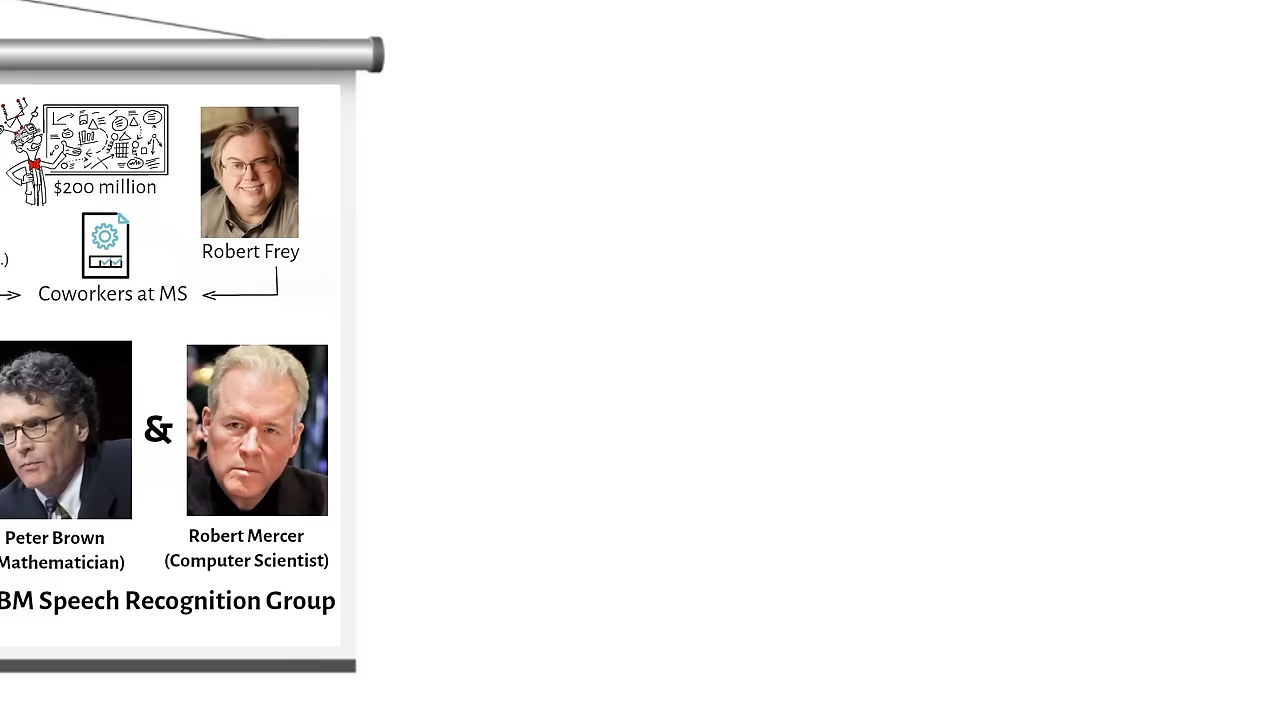 $200 million
Robert Frey
.)
Coworkers at MS
&
Peter Brown
Mathematician)
Robert Mercer
(Computer Scientist)
BM Speech Recognition Group